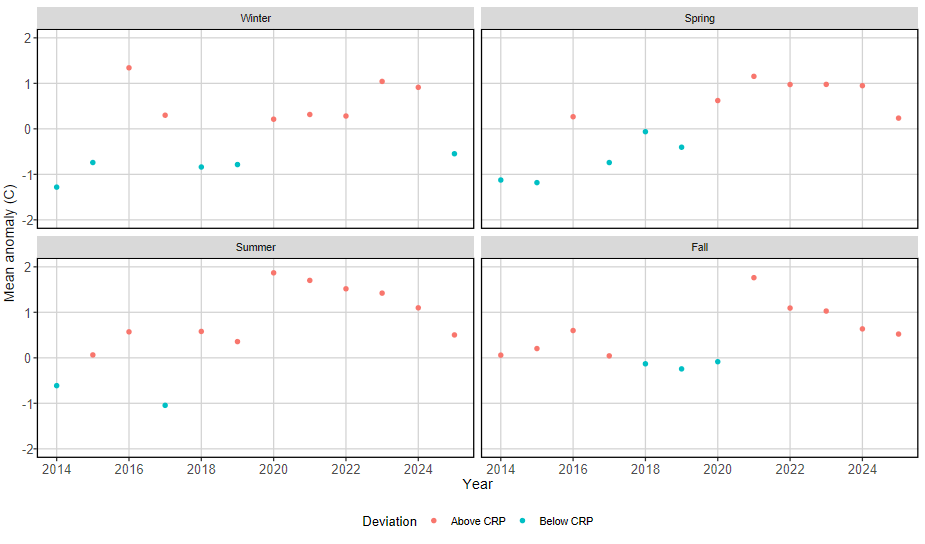 Winter
Spring
2
1
0
-1
-2
Mean anomaly (C)
Summer
Fall
2
1
0
-1
-2
2014 2016 2018 2020 2022 2024 2014 2016 2018 2020 2022 2024
Year
Deviation Above CRP Below CRP